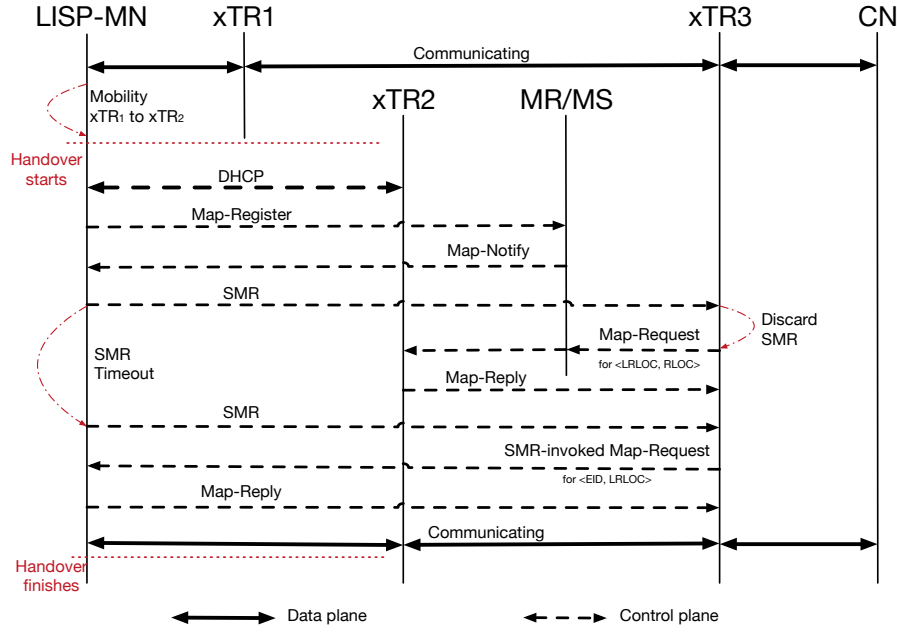 LISP-MN xTR1 xTR3 CN
Communicating
Mobility
xTR1 to xTR2
xTR2 MR/MS
Handover
starts
DHCP
Map-Register
Map-Notify
SMR
Discard
SMR
Map-Request
for <LRLOC, RLOC>
SMR
Timeout
Map-Reply
SMR
SMR-invoked Map-Request
for <EID, LRLOC>
Map-Reply
Communicating
Handover
finishes
Data plane Control plane